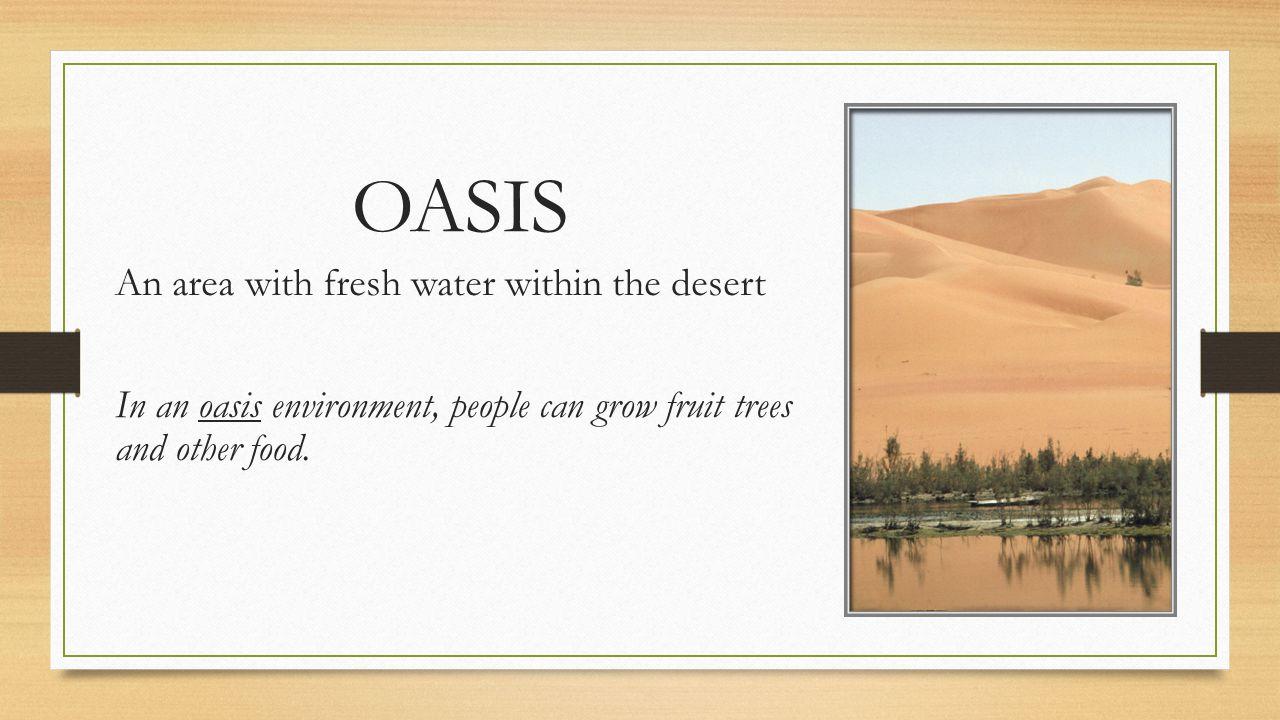 OASIS
An area with fresh water within the desert
In an oasis environment, people can grow fruit trees
and other food.